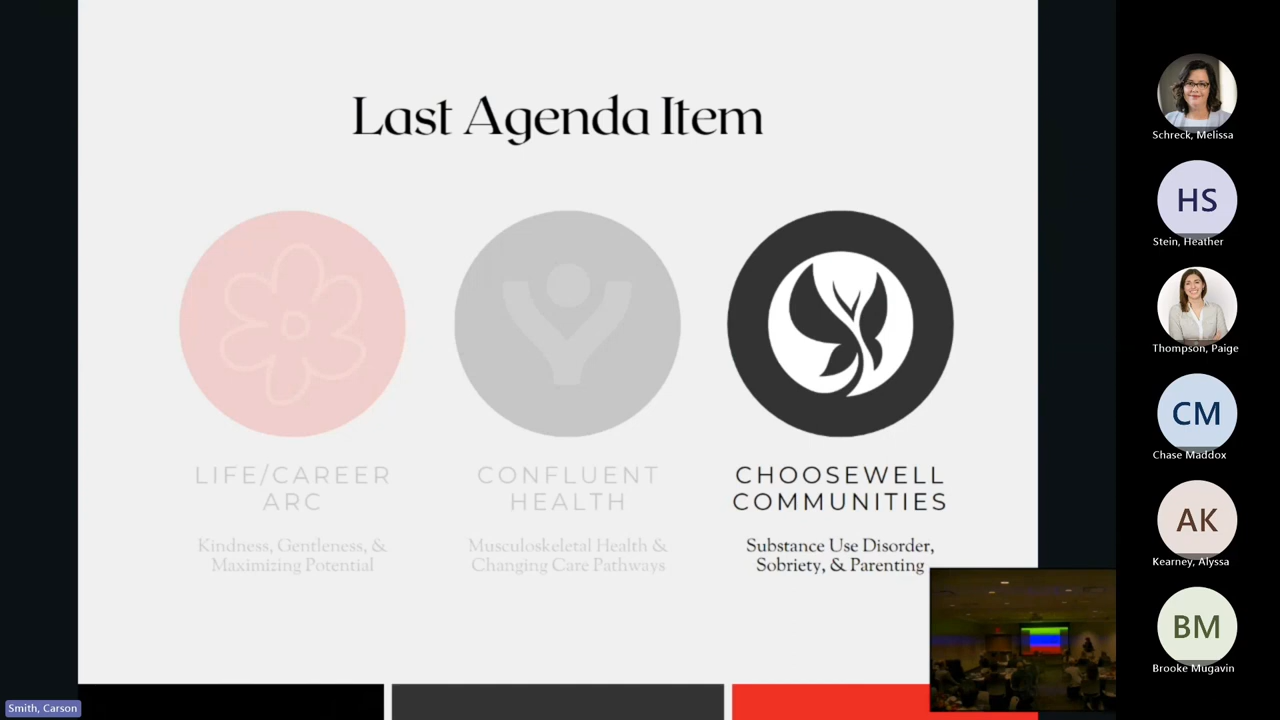 Last Agenda Item
LIFE/CAREER
ARC
Kindness, Gentleness, &
Maximizing Potential
CONFLUENT
HEALTH
Musculoskeletal Health &
Changing Care Pathways
CHOOSEWELL
COMMUNITIES
Substance Use Disorder,
Sobriety, & Parenting
Schreck, Melissa
HS
Stein, Heather
Thompson, Paige
CM
Chase Maddox
AK
Kearney, Alyssa
BM
Brooke Mugavin
Smith, Carson